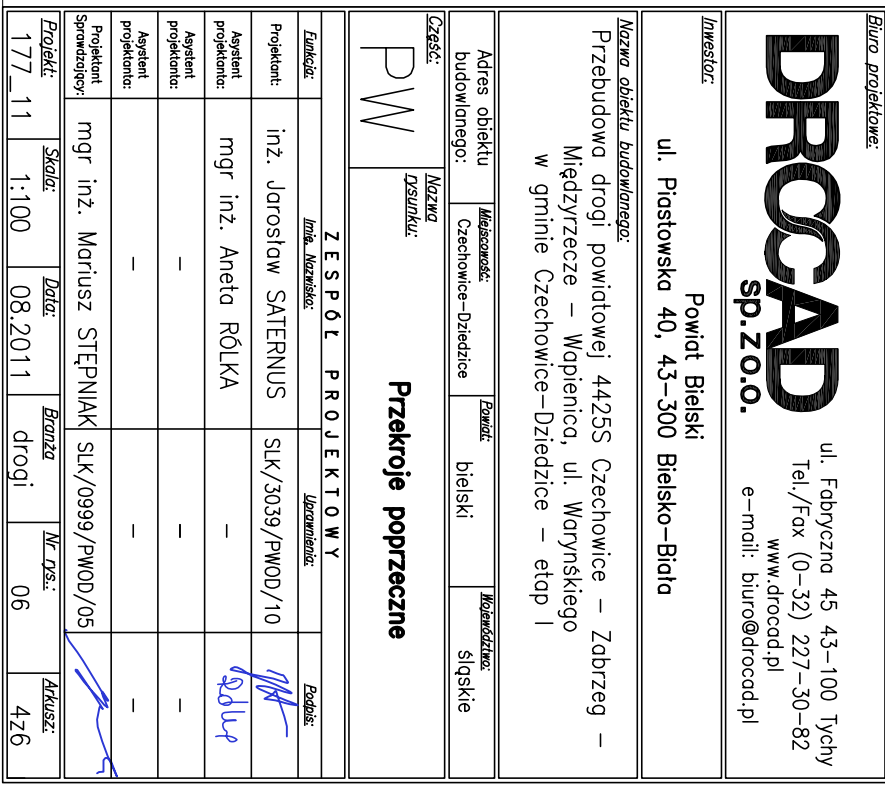 Biuro projektowe:
DROCAD
sp. z o.o.
ul. Fabryczna 45 43–100 Tychy
Tel./Fax (0–32) 227–30–82
www.drocad.pl
e–mail: biuro@drocad.pl
Inwestor:
Powiat Bielski
ul. Piastowska 40, 43–300 Bielsko–Biała
Nazwa obiektu budowlanego:
Przebudowa drogi powiatowej 4425S Czechowice – Zabrzeg –
Międzyrzecze – Wapienica, ul. Waryńskiego
w gminie Czechowice–Dziedzice – etap I
Adres obiektu
budowlanego:
Miejscowość:
Czechowice–Dziedzice
Powiat:
bielski
Województwo:
śląskie
Część:
PW
Nazwa
rysunku:
Przekroje poprzeczne
ZESPÓŁ PROJEKTOWY
Funkcja: Imię, Nazwisko: Uprawnienia: Podpis:
Projektant: inż. Jarosław SATERNUS SLK/3039/PWOD/10
Asystent
projektanta: mgr inż. Aneta RÓLKA –
Asystent
projektanta: – – –
Asystent
projektanta: – – –
Projektant
Sprawdzający: mgr inż. Mariusz STĘPNIAK SLK/0999/PWOD/05
Projekt: Skala: Data: Branża Nr rys.: Arkusz:
177_11 1:100 08.2011 drogi 06 4z6